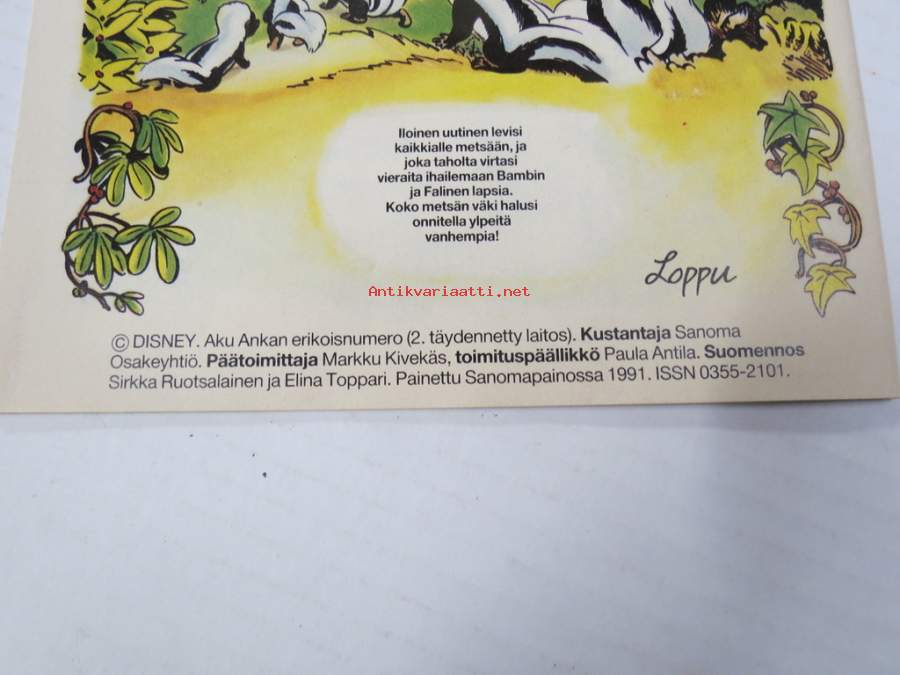 Iloinen uutinen levisi
kaikkialle metsään, ja
joka taholta virtasi
vieraita ihailemaan Bambin
ja Falinen lapsia.
Koko metsän väki halusi
onnitella ylpeitä
vanhempia!
Loppu
Antikvariaatti.net
© DISNEY. Aku Ankan erikoisnumero (2. täydennetty laitos). Kustantaja Sanoma
Osakeyhtiö. Päätoimittaja Markku Kivekäs, toimituspäällikkö Paula Antila. Suomennos
Sirkka Ruotsalainen ja Elina Toppari. Painettu Sanomapainossa 1991. ISSN 0355-2101.